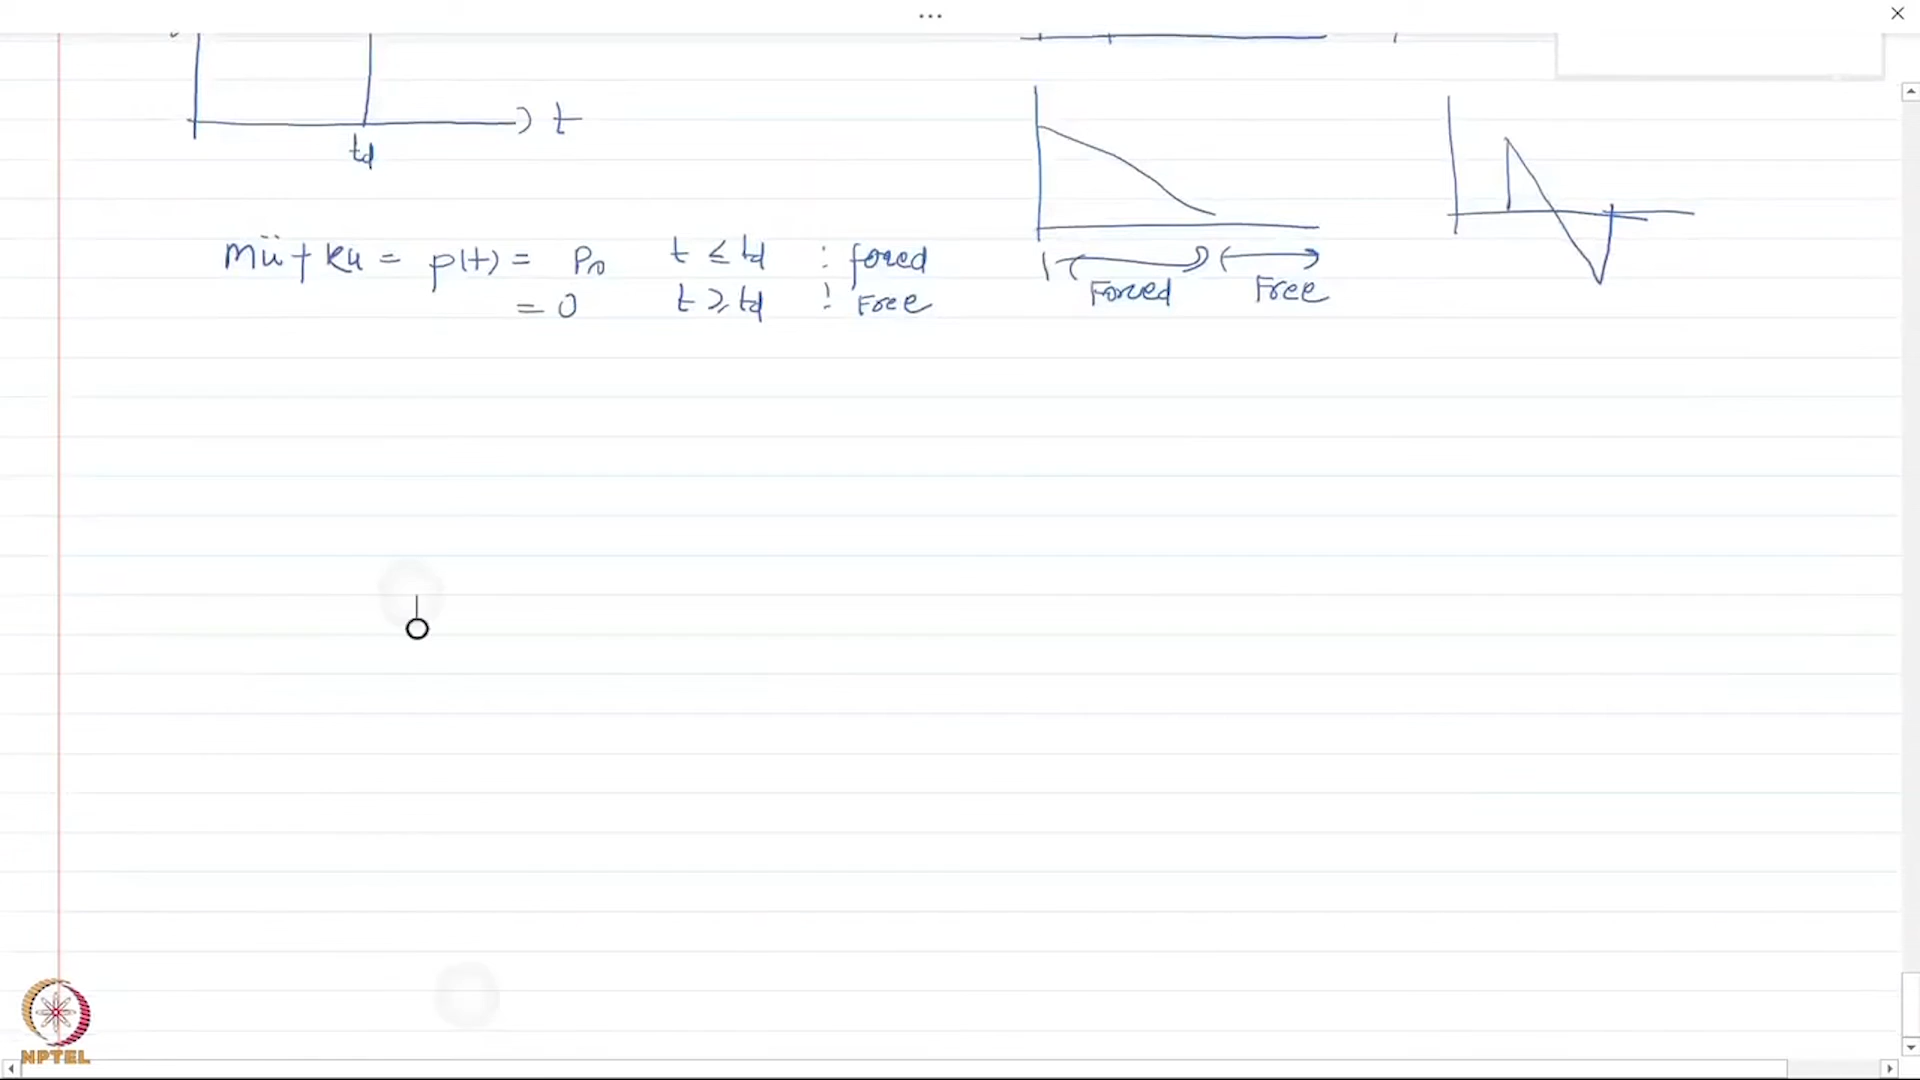 t
td
mü + ku = p(t) = P₀ t ≤ td : forced
= 0 t ≥ td : Free
Forced Free
NPTEL